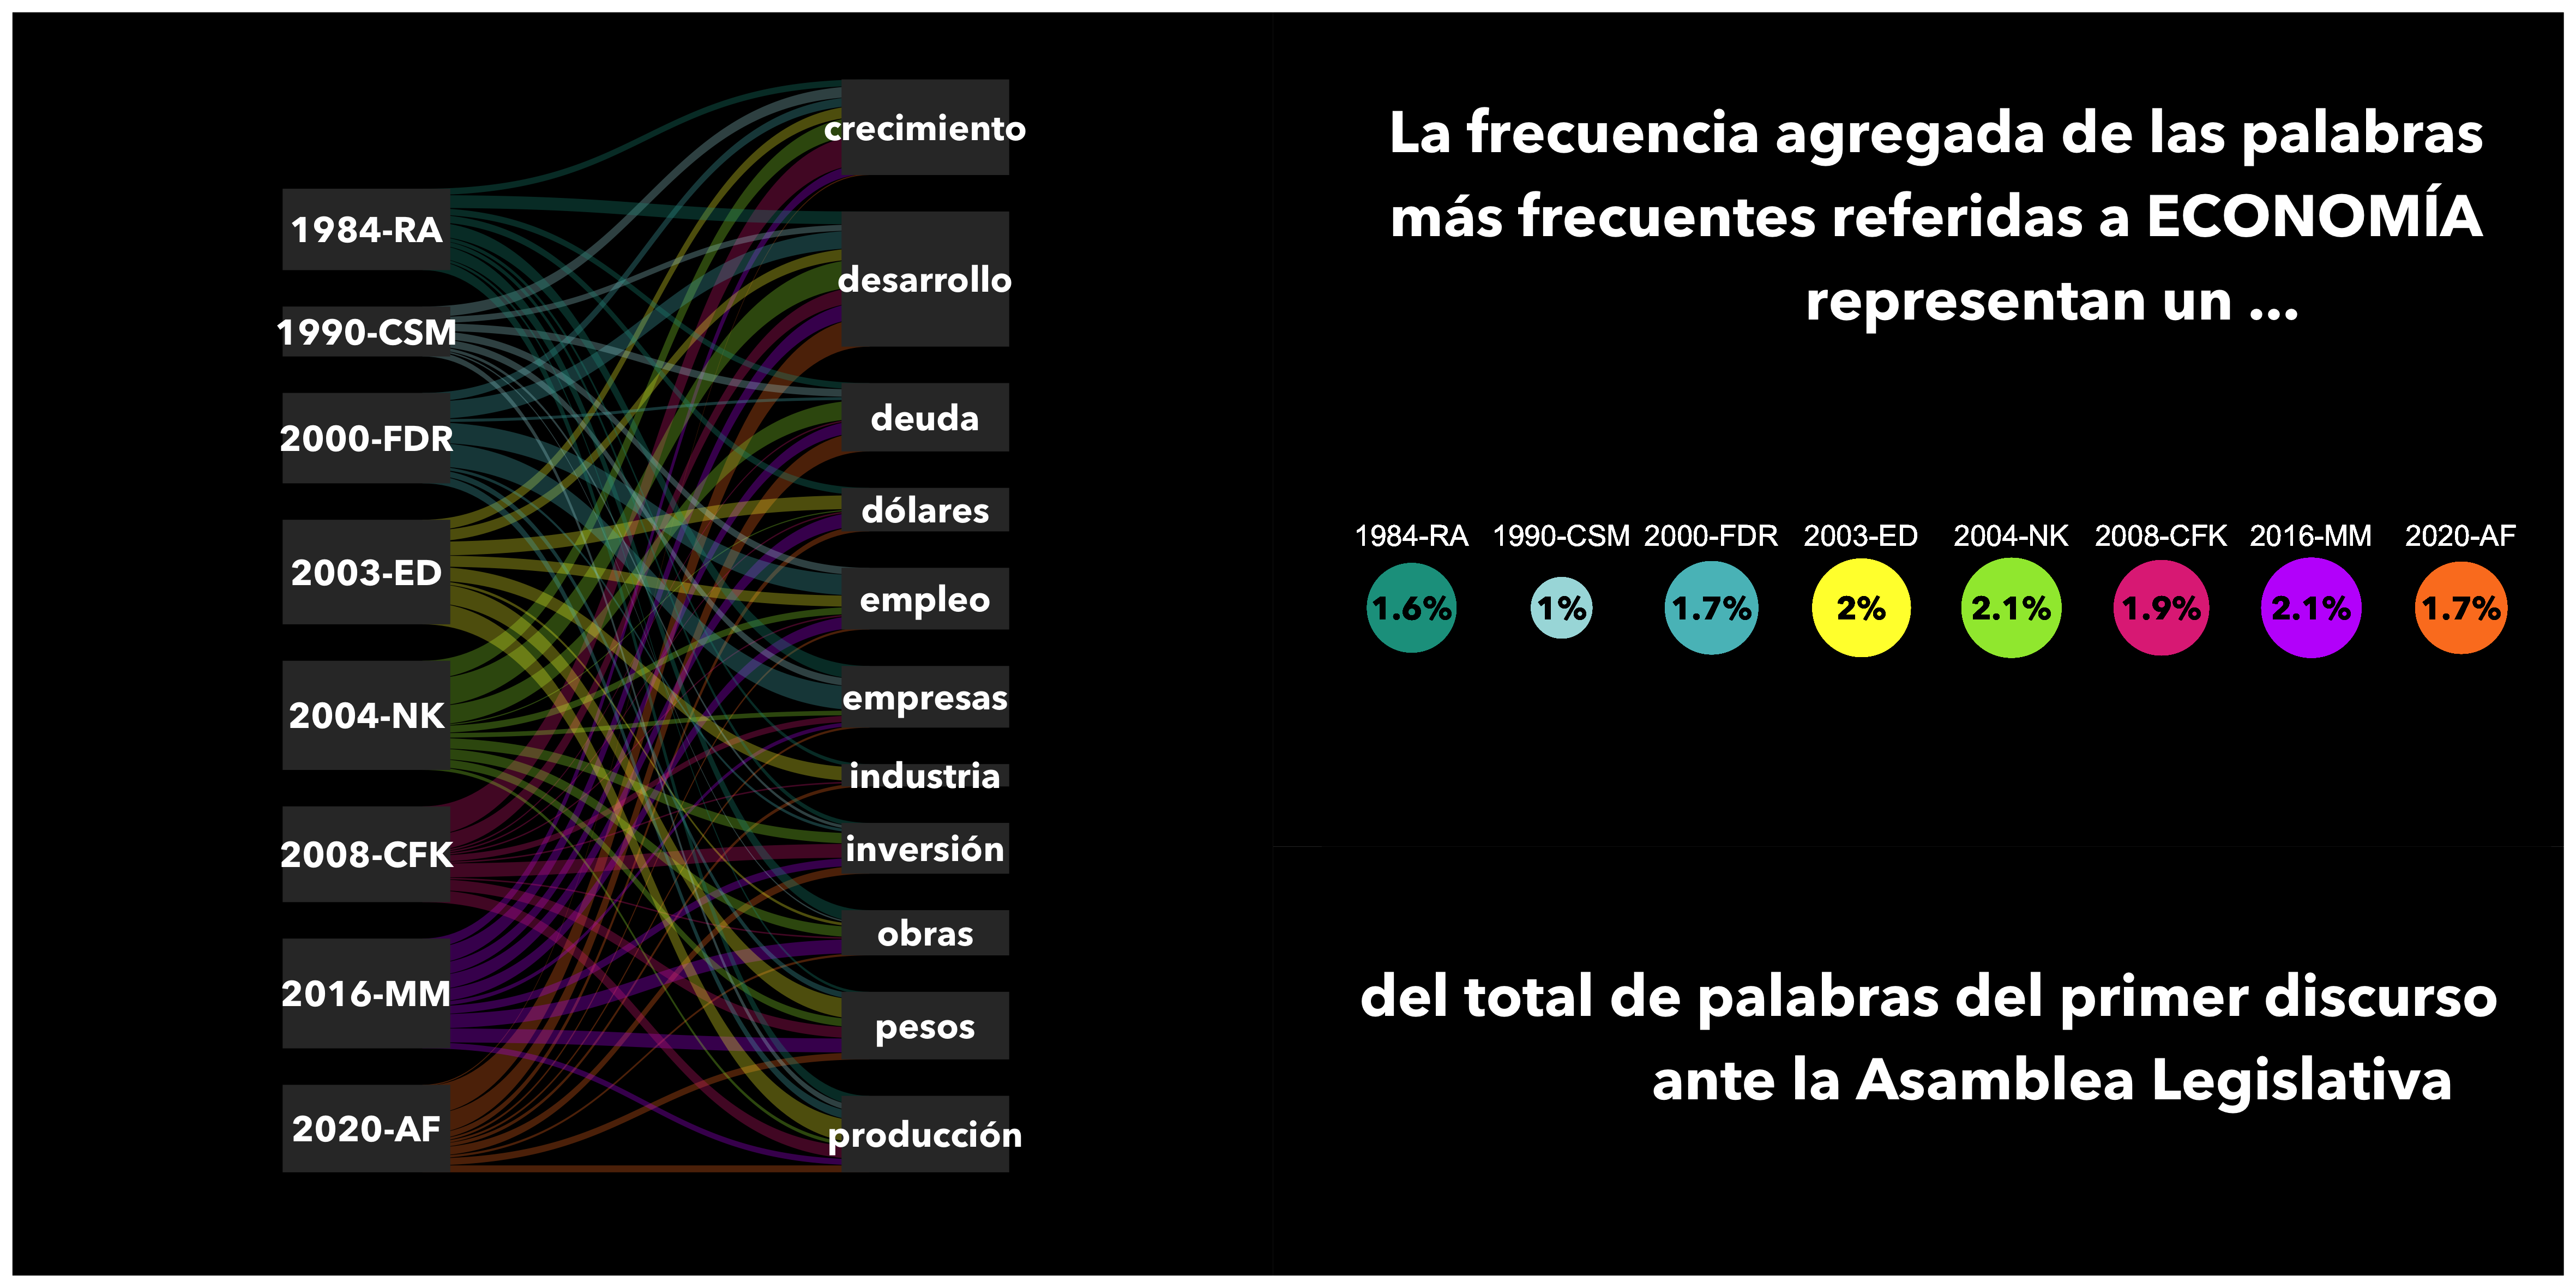 1984-RA
1990-CSM
2000-FDR
2003-ED
2004-NK
2008-CFK
2016-MM
2020-AF
crecimiento
desarrollo
deuda
dólares
empleo
empresas
industria
inversión
obras
pesos
producción
La frecuencia agregada de las palabras
más frecuentes referidas a ECONOMÍA
representan un ...
1984-RA 1990-CSM 2000-FDR 2003-ED 2004-NK 2008-CFK 2016-MM 2020-AF
1.6% 1% 1.7% 2% 2.1% 1.9% 2.1% 1.7%
del total de palabras del primer discurso
ante la Asamblea Legislativa